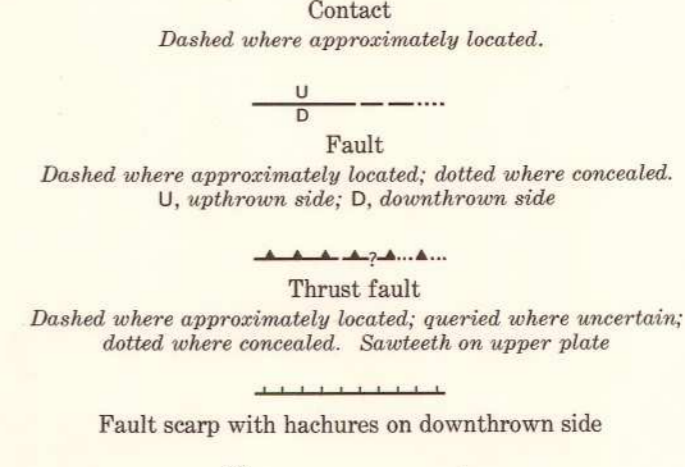 Contact
Dashed where approximately located.
U
D
Fault
Dashed where approximately located; dotted where concealed.
U, upthrown side; D, downthrown side
?
Thrust fault
Dashed where approximately located; queried where uncertain;
dotted where concealed. Sawteeth on upper plate
Fault scarp with hachures on downthrown side